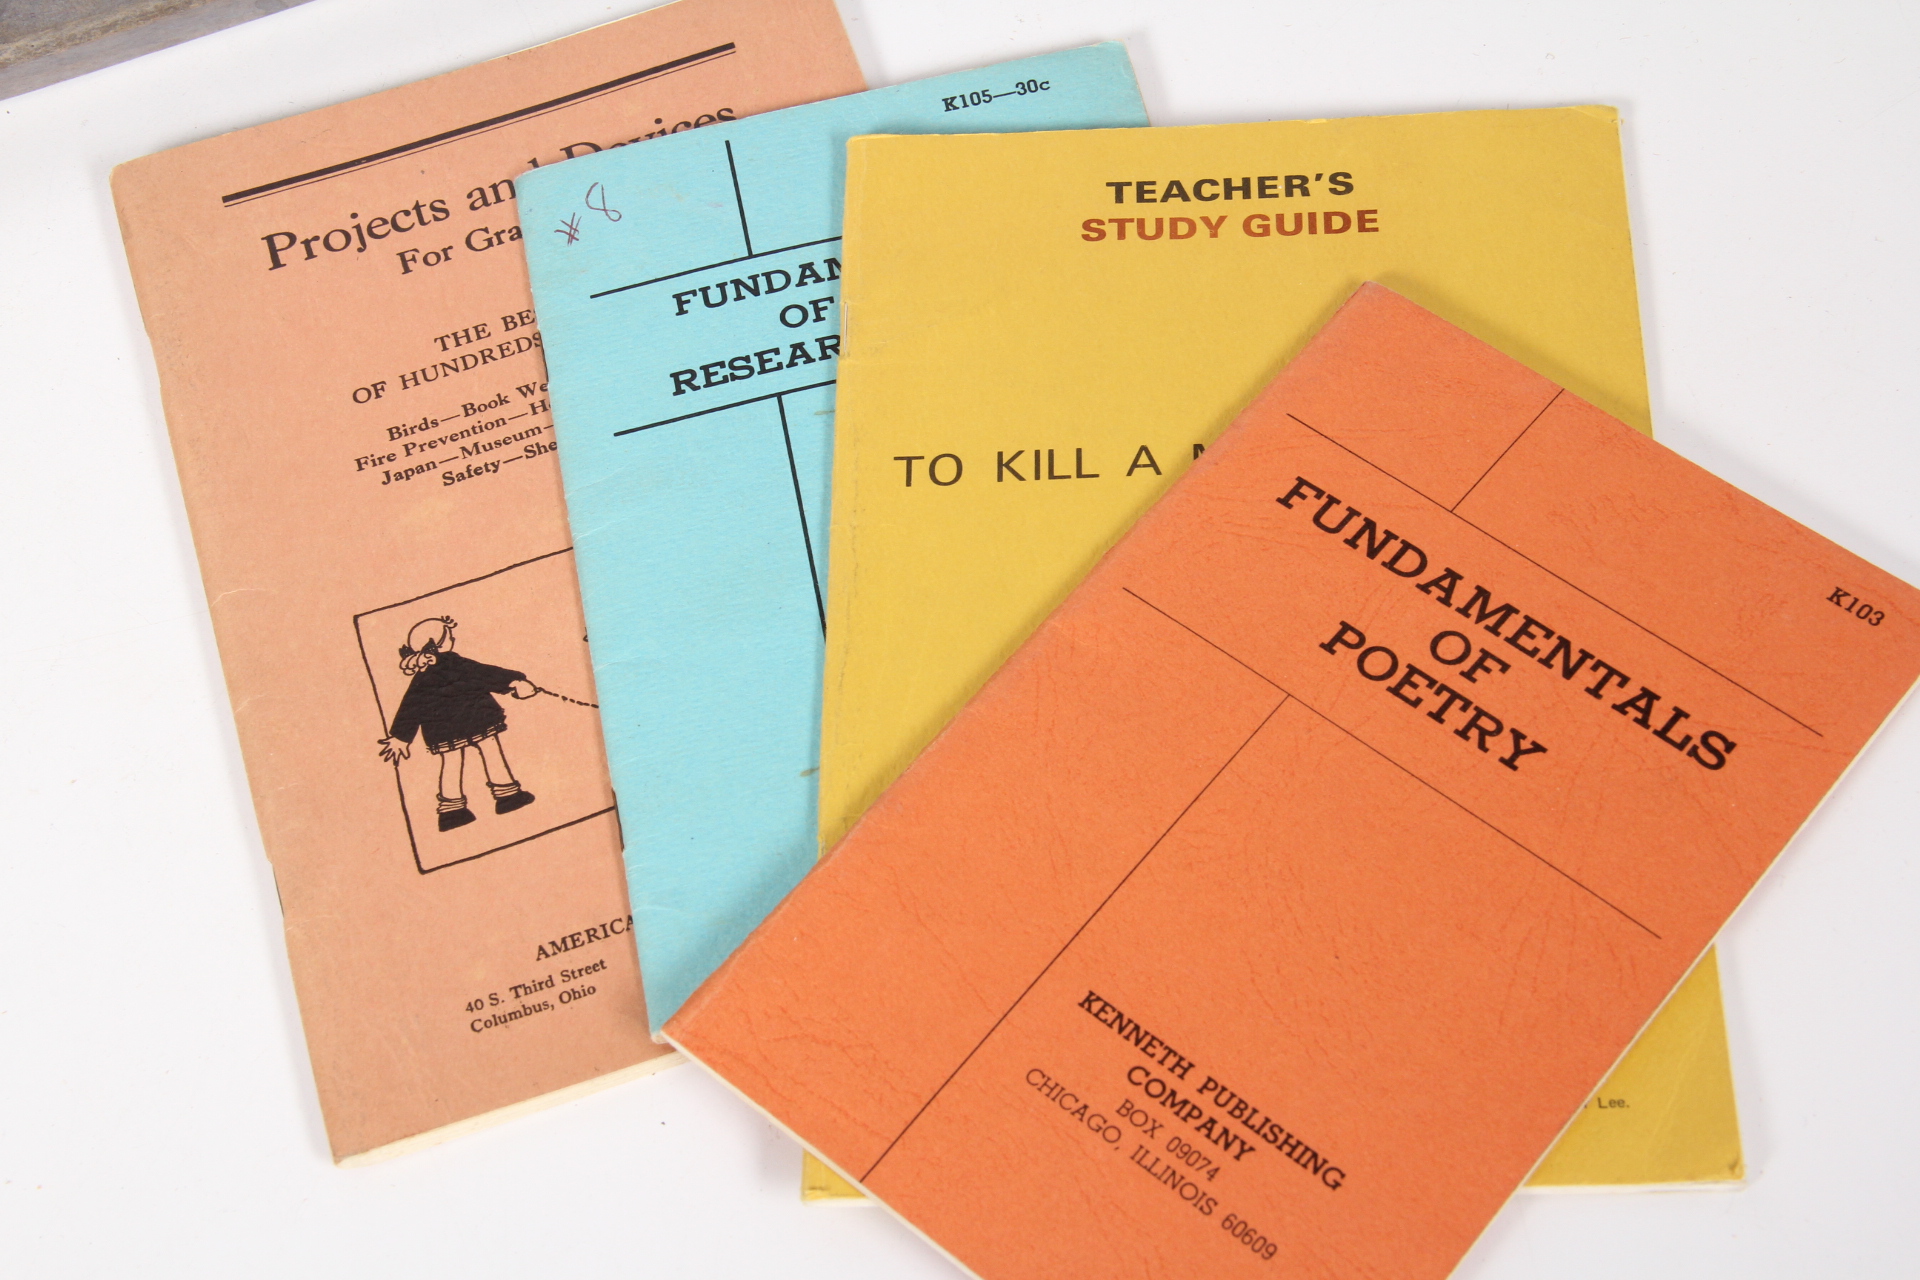 Projects and Devices
For Gra
THE BE
OF HUNDREDS
Birds—Book We
Fire Prevention—H
Japan—Museum—
Safety—She
AMERICA
40 S. Third Street
Columbus, Ohio
K105—30c
#8
FUNDAM
OF
RESEAR
TEACHER'S
STUDY GUIDE
TO KILL A M
Lee.
K103
FUNDAMENTALS
OF
POETRY
KENNETH PUBLISHING
COMPANY
BOX 09074
CHICAGO, ILLINOIS 60609